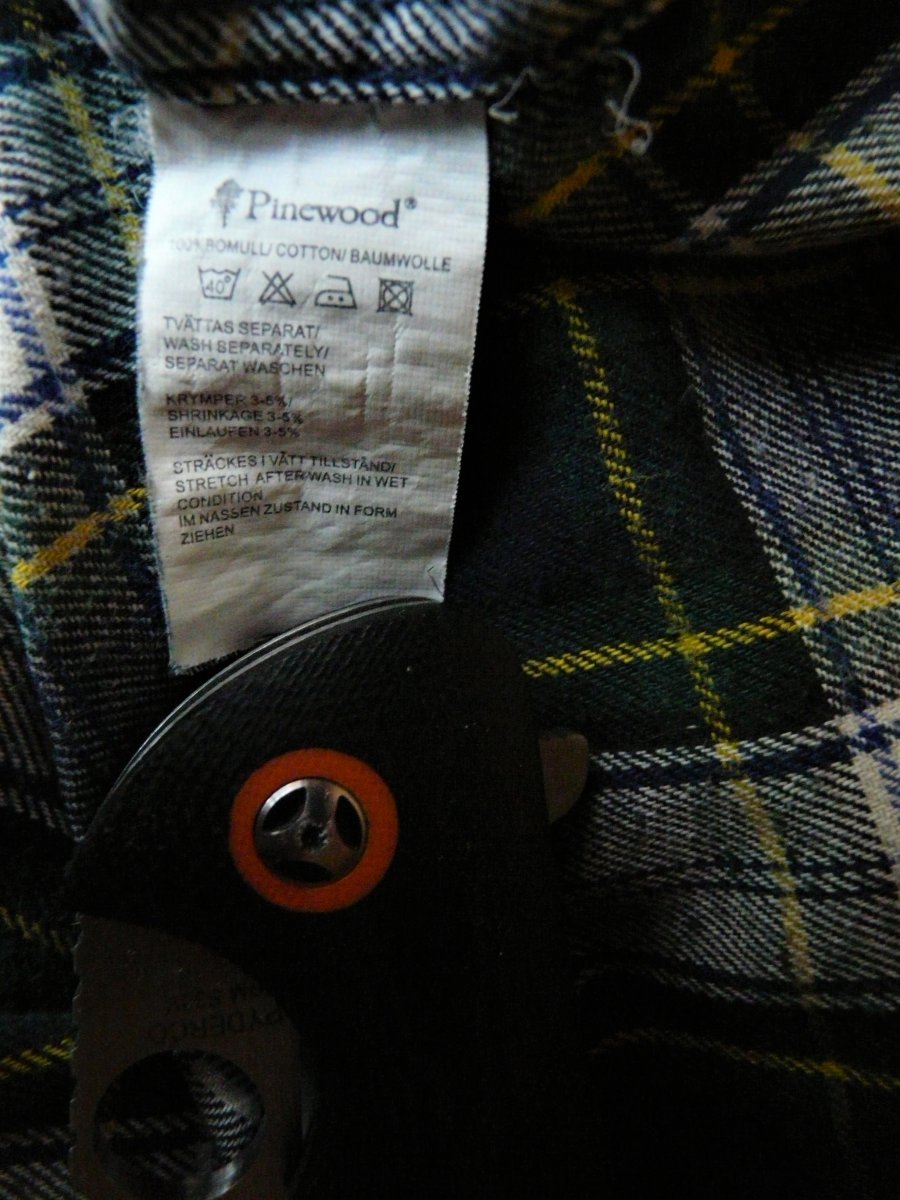 Pinewood®
100% BOMULL/ COTTON/ BAUMWOLLE
40°
TVÄTTAS SEPARAT/
WASH SEPARATELY/
SEPARAT WASCHEN
KRYMPER 3-5%/
SHRINKAGE 3-5%
EINLAUFEN 3-5%
STRÄCKES I VÅTT TILLSTÅND/
STRETCH AFTER WASH IN WET
CONDITION
IM NASSEN ZUSTAND IN FORM
ZIEHEN
SPYDERCO